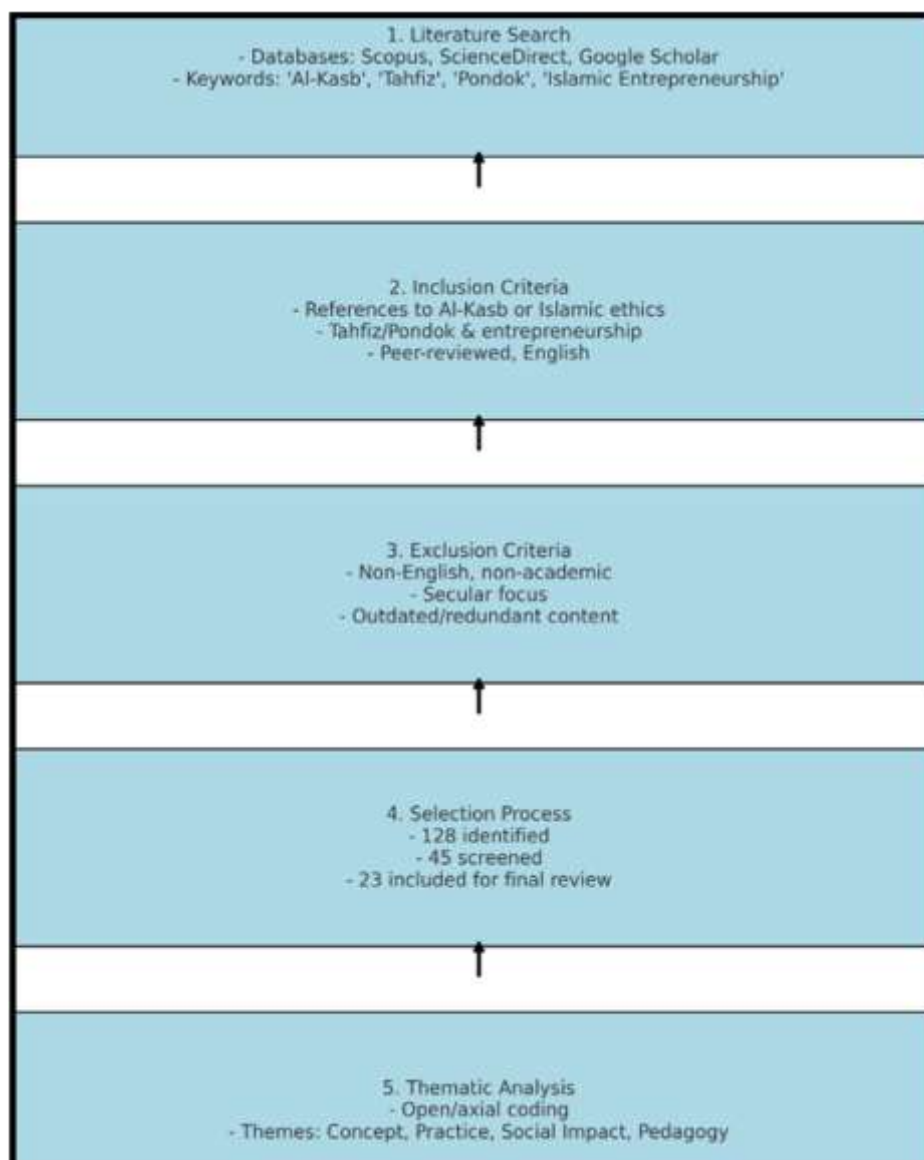 1. Literature Search
- Databases: Scopus, ScienceDirect, Google Scholar
- Keywords: 'Al-Kasb', 'Tahfiz', 'Pondok', 'Islamic Entrepreneurship'
2. Inclusion Criteria
- References to Al-Kasb or Islamic ethics
- Tahfiz/Pondok & entrepreneurship
- Peer-reviewed, English
3. Exclusion Criteria
- Non-English, non-academic
- Secular focus
- Outdated/redundant content
4. Selection Process
- 128 identified
- 45 screened
- 23 included for final review
5. Thematic Analysis
- Open/axial coding
- Themes: Concept, Practice, Social Impact, Pedagogy